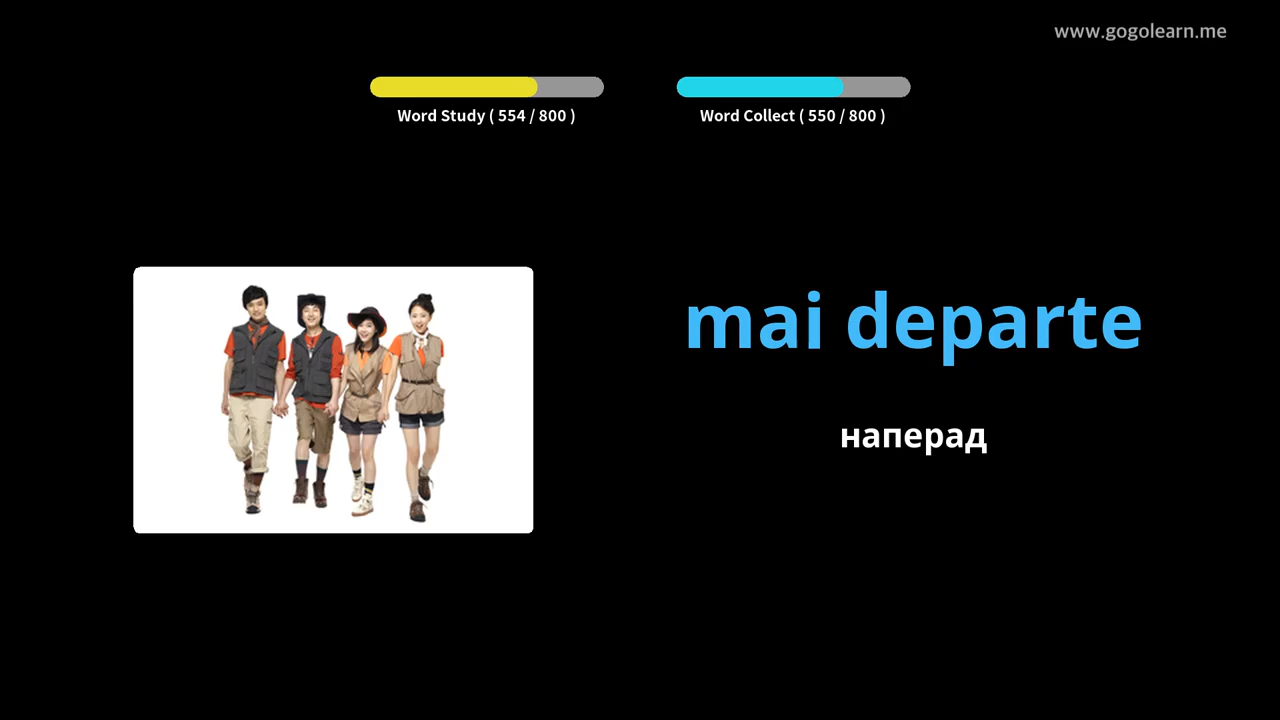 www.gogolearn.me
Word Study ( 554 / 800 )
Word Collect ( 550 / 800 )
mai departe
наперад